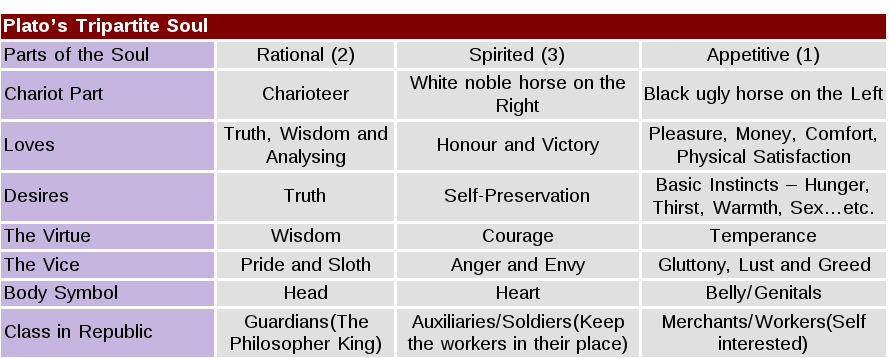 Plato’s Tripartite Soul
Parts of the Soul Rational (2) Spirited (3) Appetitive (1)
Chariot Part Charioteer White noble horse on the
Right Black ugly horse on the Left
Loves Truth, Wisdom and
Analysing Honour and Victory Pleasure, Money, Comfort,
Physical Satisfaction
Desires Truth Self-Preservation Basic Instincts – Hunger,
Thirst, Warmth, Sex…etc.
The Virtue Wisdom Courage Temperance
The Vice Pride and Sloth Anger and Envy Gluttony, Lust and Greed
Body Symbol Head Heart Belly/Genitals
Class in Republic Guardians(The
Philosopher King) Auxiliaries/Soldiers(Keep
the workers in their place) Merchants/Workers(Self
interested)